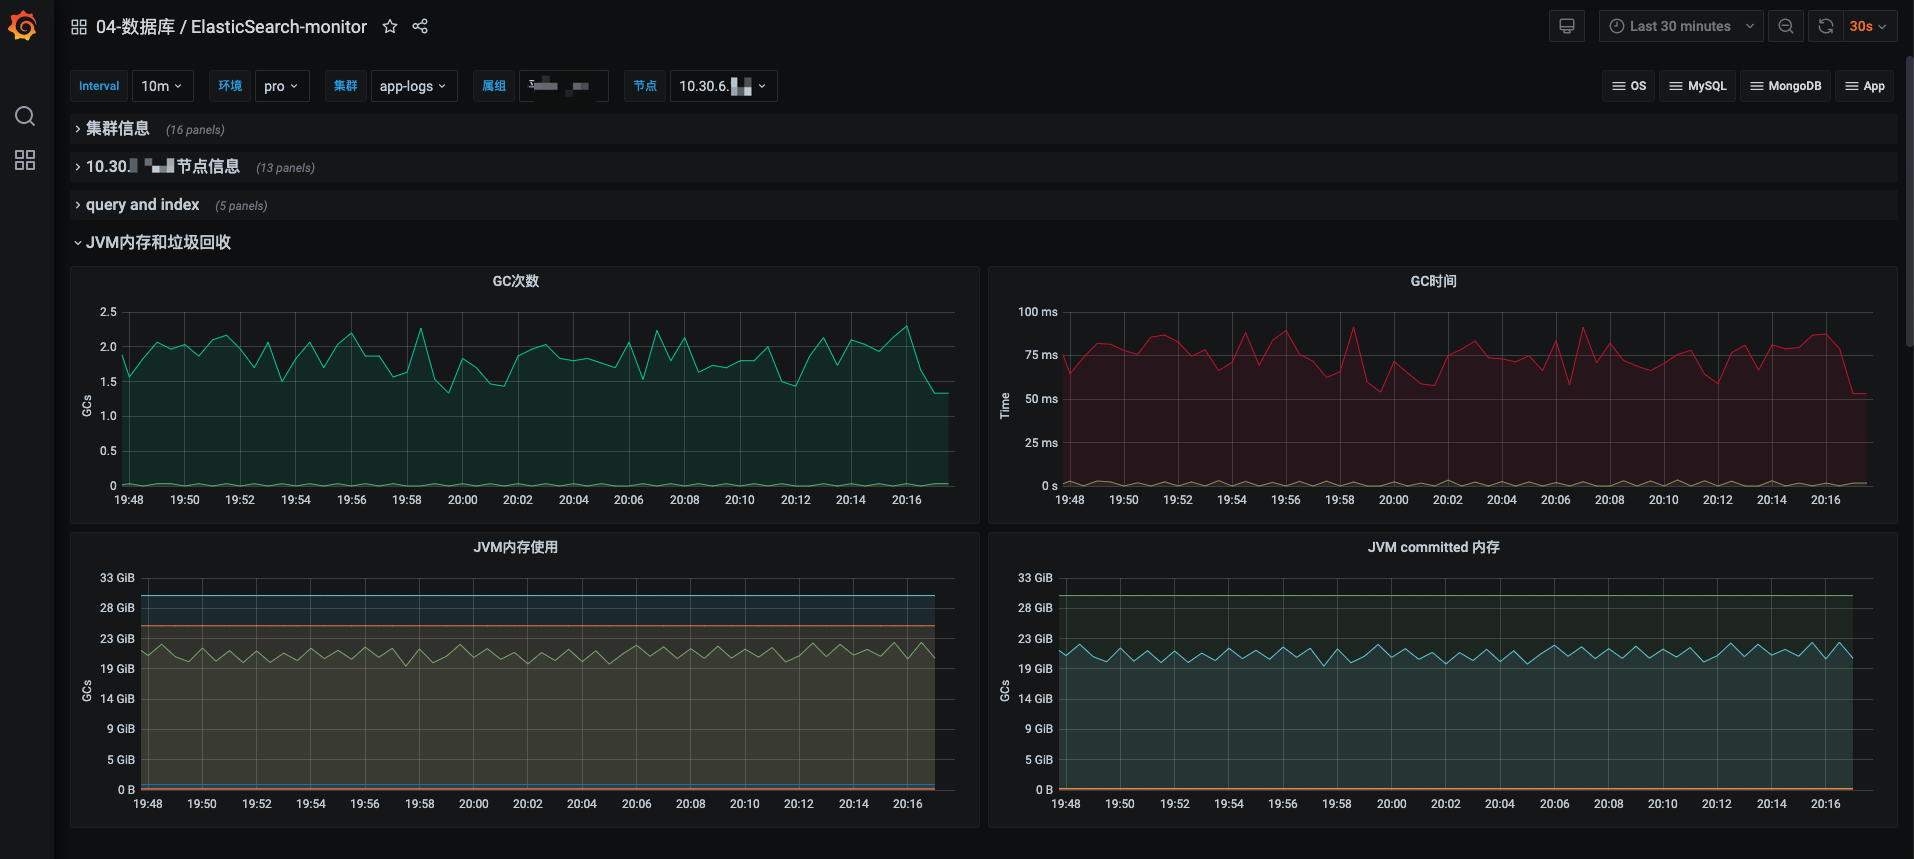 04-数据库 / ElasticSearch-monitor
Last 30 minutes
30s
Interval 10m 环境 pro 集群 app-logs 属组 节点 10.30.6.
OS MySQL MongoDB App
集群信息 (16 panels)
10.30. 节点信息 (13 panels)
query and index (5 panels)
JVM内存和垃圾回收
GC次数
2.5
2.0
1.5
1.0
0.5
0
GCs
19:48 19:50 19:52 19:54 19:56 19:58 20:00 20:02 20:04 20:06 20:08 20:10 20:12 20:14 20:16
GC时间
100 ms
75 ms
50 ms
25 ms
0 s
Time
19:48 19:50 19:52 19:54 19:56 19:58 20:00 20:02 20:04 20:06 20:08 20:10 20:12 20:14 20:16
JVM内存使用
33 GiB
28 GiB
23 GiB
19 GiB
14 GiB
9 GiB
5 GiB
0 B
GCs
19:48 19:50 19:52 19:54 19:56 19:58 20:00 20:02 20:04 20:06 20:08 20:10 20:12 20:14 20:16
JVM committed 内存
33 GiB
28 GiB
23 GiB
19 GiB
14 GiB
9 GiB
5 GiB
0 B
GCs
19:48 19:50 19:52 19:54 19:56 19:58 20:00 20:02 20:04 20:06 20:08 20:10 20:12 20:14 20:16